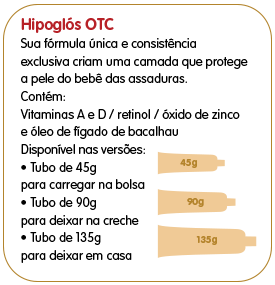 Hipoglós OTC
Sua fórmula única e consistência
exclusiva criam uma camada que protege
a pele do bebê das assaduras.
Contém:
Vitaminas A e D / retinol / óxido de zinco
e óleo de fígado de bacalhau
Disponível nas versões:
• Tubo de 45g
para carregar na bolsa
• Tubo de 90g
para deixar na creche
• Tubo de 135g
para deixar em casa
45g
90g
135g